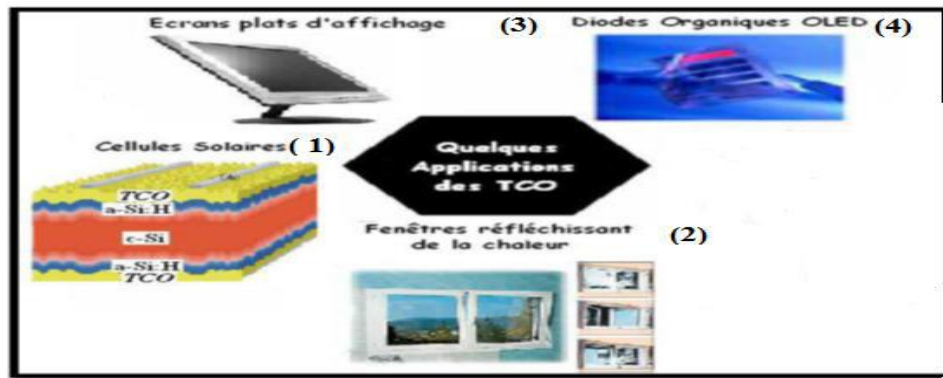 Ecrans plats d'affichage (3)
Diodes Organiques OLED (4)
Cellules Solaires (1)
Quelques
Applications
des TCO
TCO
a-Si:H
c-Si
a-Si:H
TCO
Fenêtres réfléchissant
de la chaleur
(2)